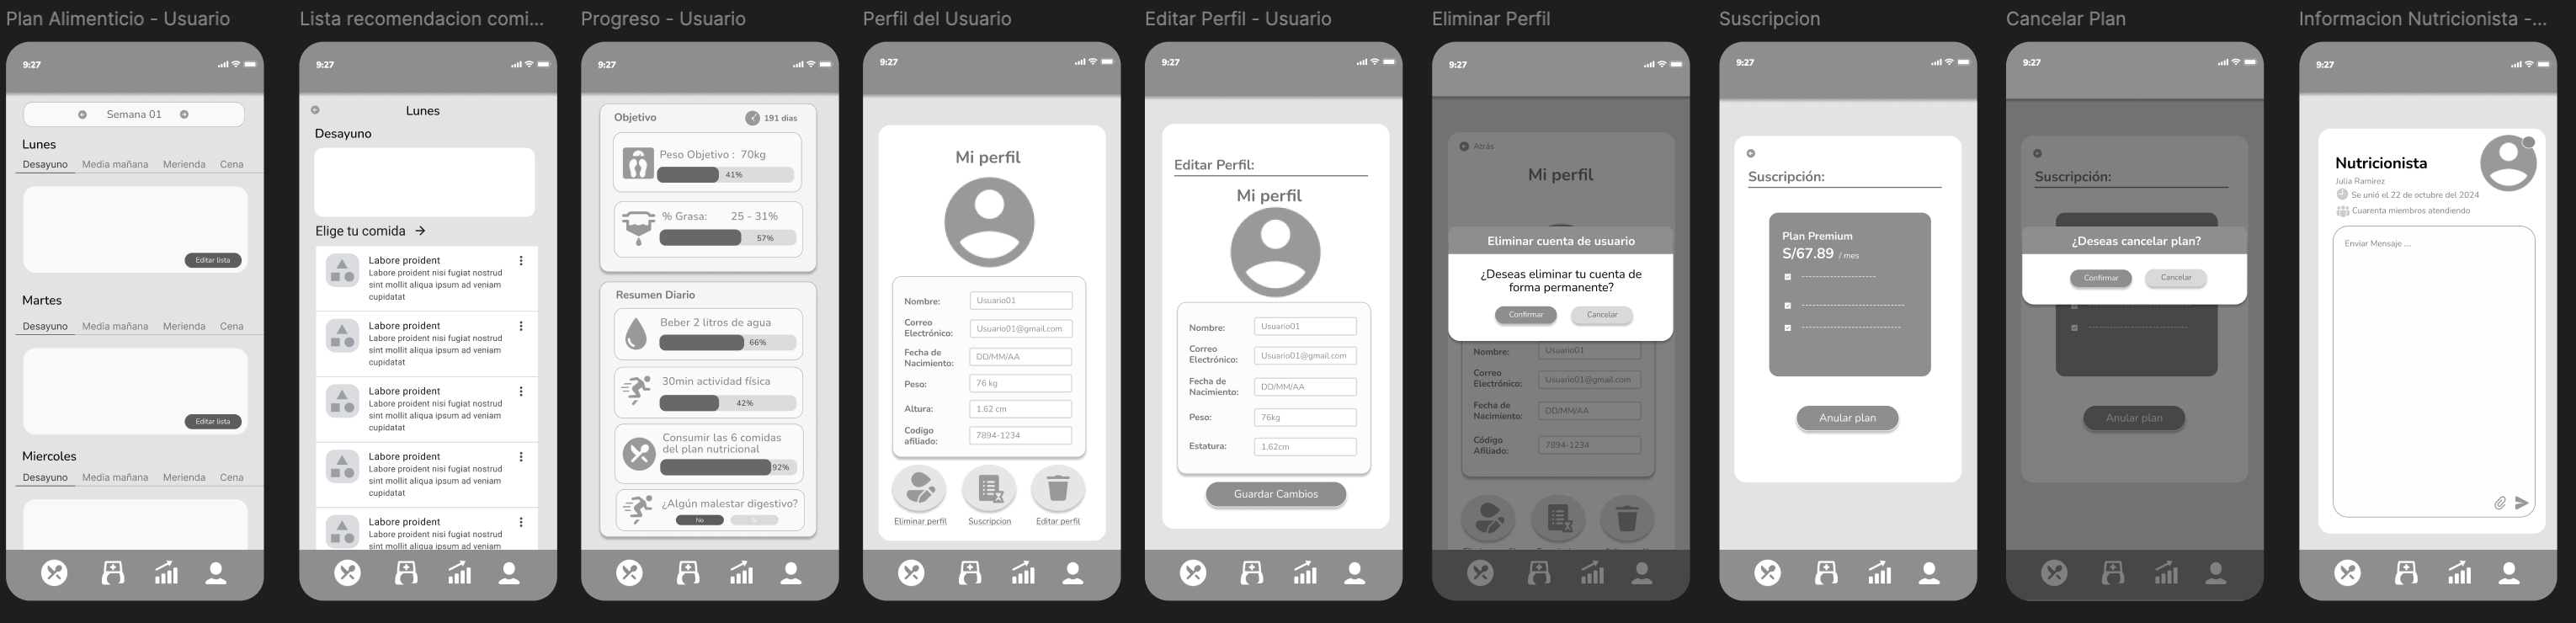 Plan Alimenticio - Usuario
9:27
Semana 01
Lunes
Desayuno Media mañana Merienda Cena
Editar lista
Martes
Desayuno Media mañana Merienda Cena
Editar lista
Miercoles
Desayuno Media mañana Merienda Cena
Lista recomendacion comi...
9:27
Lunes
Desayuno
Elige tu comida →
Labore proident
Labore proident nisi fugiat nostrud
sint mollit aliqua ipsum ad veniam
cupidatat
Labore proident
Labore proident nisi fugiat nostrud
sint mollit aliqua ipsum ad veniam
cupidatat
Labore proident
Labore proident nisi fugiat nostrud
sint mollit aliqua ipsum ad veniam
cupidatat
Labore proident
Labore proident nisi fugiat nostrud
sint mollit aliqua ipsum ad veniam
cupidatat
Labore proident
Labore proident nisi fugiat nostrud
sint mollit aliqua ipsum ad veniam
Progreso - Usuario
9:27
Objetivo 191 dias
Peso Objetivo : 70kg
41%
% Grasa: 25 - 31%
57%
Resumen Diario
Beber 2 litros de agua
66%
30min actividad física
42%
Consumir las 6 comidas
del plan nutricional
92%
¿Algún malestar digestivo?
No
Perfil del Usuario
9:27
Mi perfil
Nombre: Usuario01
Correo
Electrónico: Usuario01@gmail.com
Fecha de
Nacimiento: DD/MM/AA
Peso: 76 kg
Altura: 1.62 cm
Codigo
afiliado: 7894-1234
Eliminar perfil Suscripcion Editar perfil
Editar Perfil - Usuario
9:27
Editar Perfil:
Mi perfil
Nombre: Usuario01
Correo
Electrónico: Usuario01@gmail.com
Fecha de
Nacimiento: DD/MM/AA
Peso: 76kg
Estatura: 1.62cm
Guardar Cambios
Eliminar Perfil
9:27
Atrás
Mi perfil
Eliminar cuenta de usuario
¿Deseas eliminar tu cuenta de
forma permanente?
Confirmar Cancelar
Nombre: Usuario01
Correo
Electrónico: Usuario01@gmail.com
Fecha de
Nacimiento: DD/MM/AA
Código
Afiliado: 7894-1234
Suscripcion
9:27
Suscripción:
Plan Premium
S/67.89 / mes
Anular plan
Cancelar Plan
9:27
Suscripción:
¿Deseas cancelar plan?
Confirmar Cancelar
Anular plan
Informacion Nutricionista -...
9:27
Nutricionista
Julia Ramirez
Se unió el 22 de octubre del 2024
Cuarenta miembros atendiendo
Enviar Mensaje ....